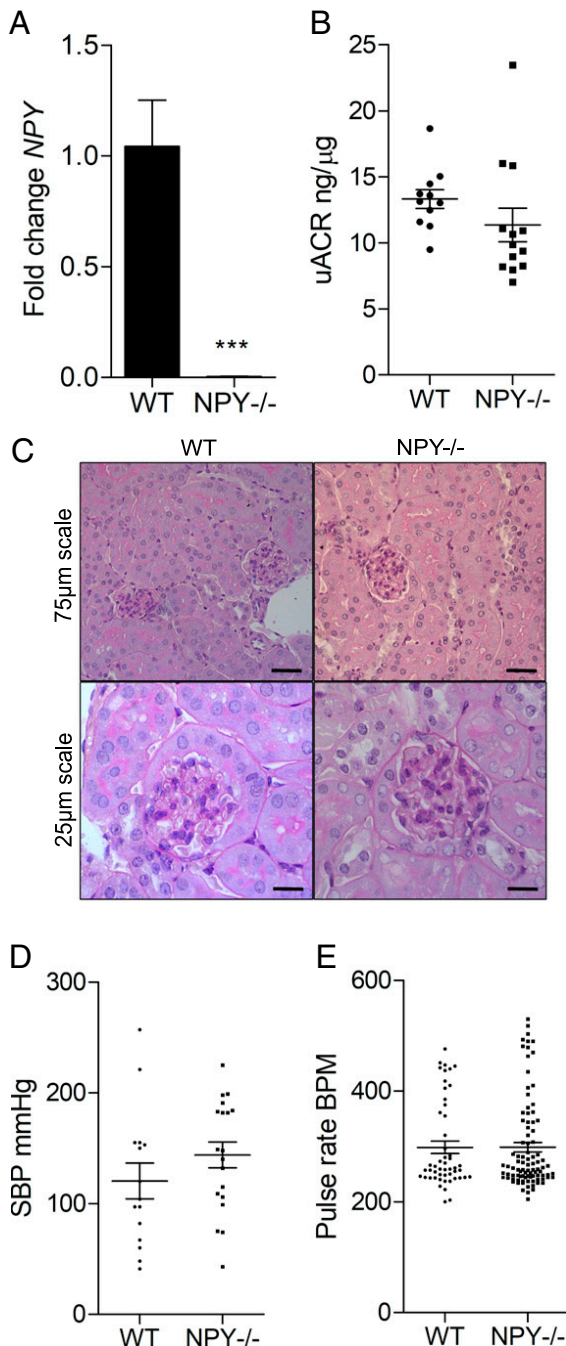 A
Fold change NPY
1.5
1.0
0.5
0.0
***
WT NPY-/-
B
uACR ng/μg
25
20
15
10
5
0
WT NPY-/-
C
WT NPY-/-
75μm scale
25μm scale
D
SBP mmHg
300
200
100
0
WT NPY-/-
E
Pulse rate BPM
600
400
200
0
WT NPY-/-